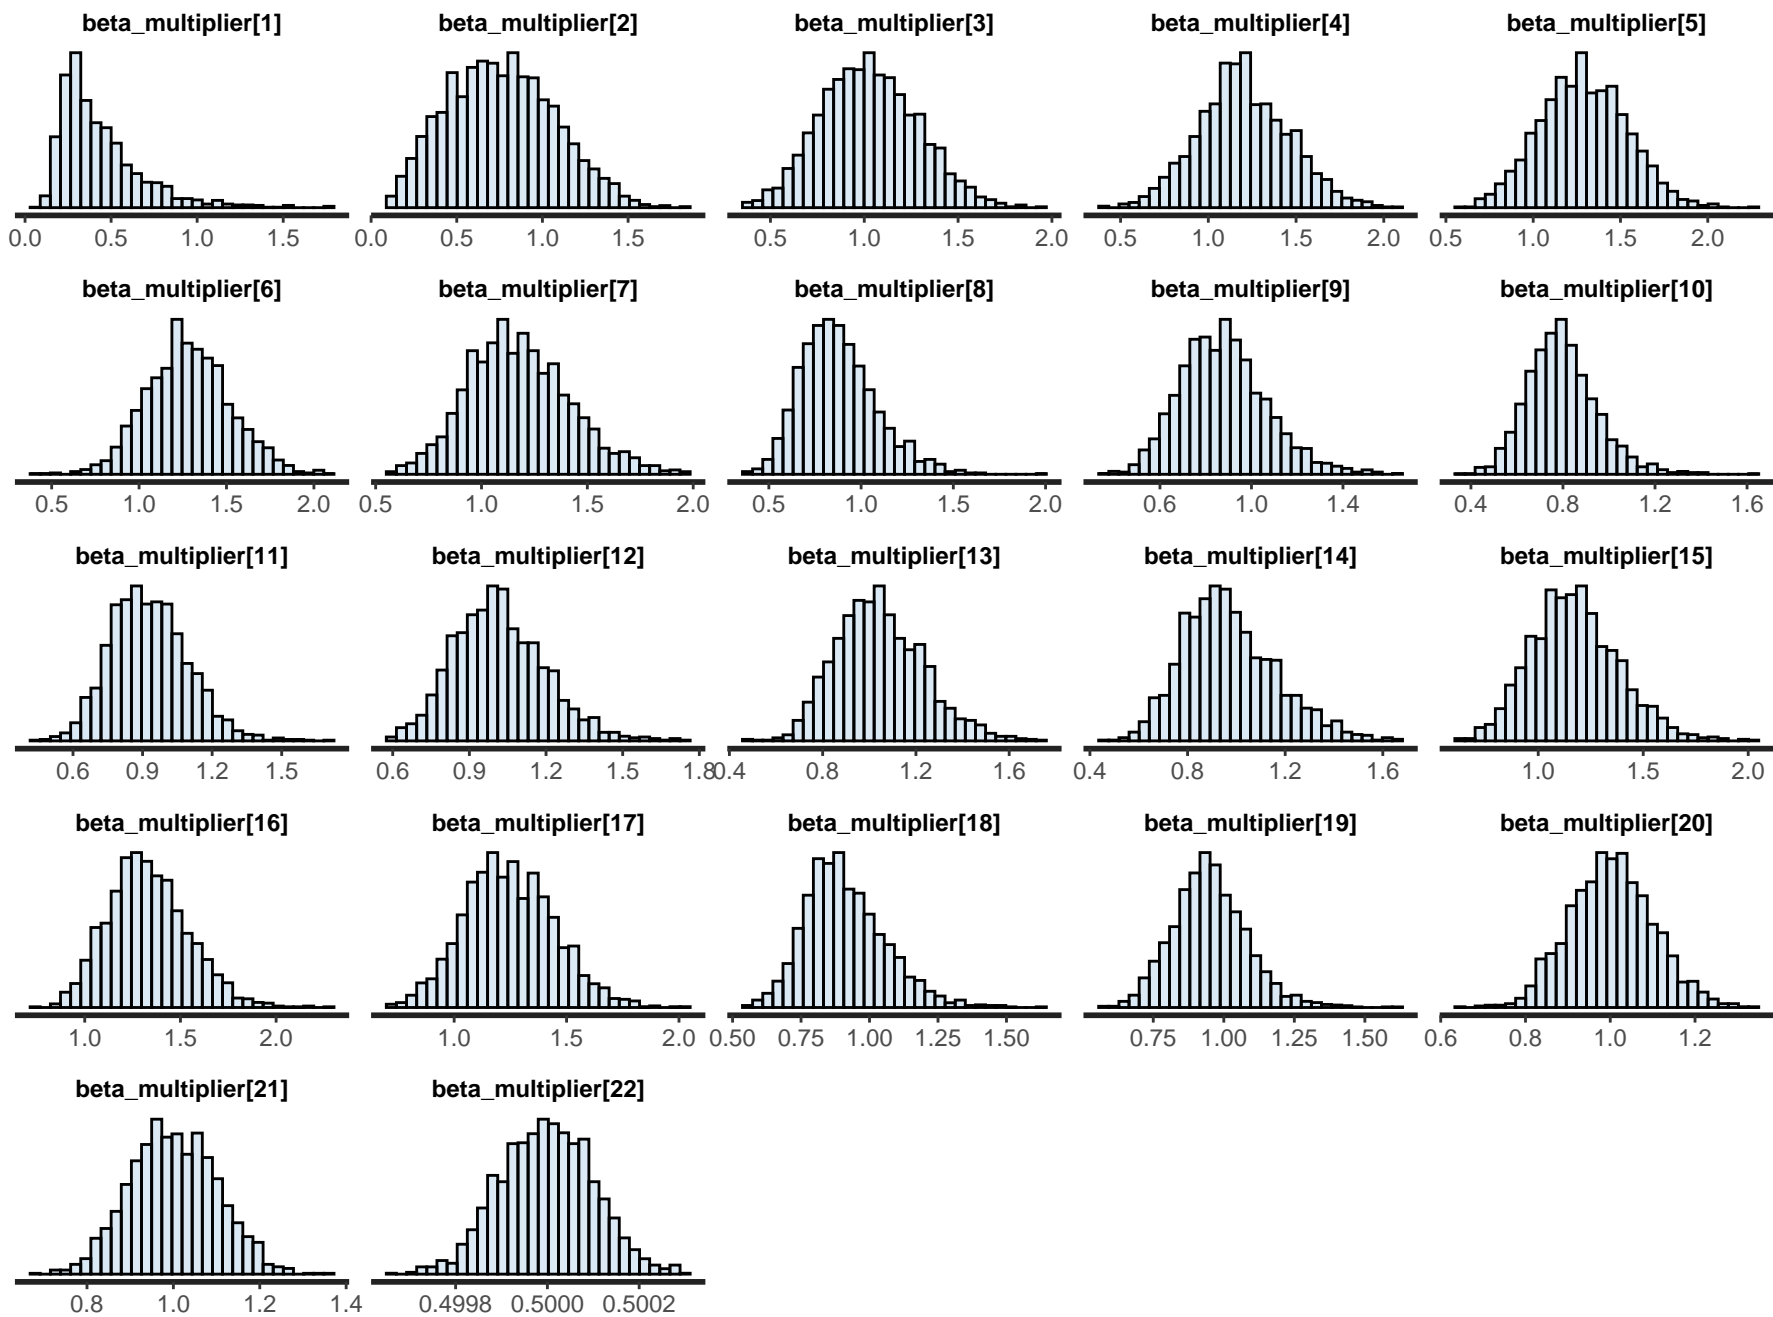 beta_multiplier[1] beta_multiplier[2] beta_multiplier[3] beta_multiplier[4] beta_multiplier[5]
0.0 0.5 1.0 1.5 0.0 0.5 1.0 1.5 0.5 1.0 1.5 2.0 0.5 1.0 1.5 2.0 0.5 1.0 1.5 2.0
beta_multiplier[6] beta_multiplier[7] beta_multiplier[8] beta_multiplier[9] beta_multiplier[10]
0.5 1.0 1.5 2.0 0.5 1.0 1.5 2.0 0.5 1.0 1.5 2.0 0.6 1.0 1.4 0.4 0.8 1.2 1.6
beta_multiplier[11] beta_multiplier[12] beta_multiplier[13] beta_multiplier[14] beta_multiplier[15]
0.6 0.9 1.2 1.5 0.6 0.9 1.2 1.5 1.8 0.4 0.8 1.2 1.6 0.4 0.8 1.2 1.6 1.0 1.5 2.0
beta_multiplier[16] beta_multiplier[17] beta_multiplier[18] beta_multiplier[19] beta_multiplier[20]
1.0 1.5 2.0 1.0 1.5 2.0 0.50 0.75 1.00 1.25 1.50 0.75 1.00 1.25 1.50 0.6 0.8 1.0 1.2
beta_multiplier[21] beta_multiplier[22]
0.8 1.0 1.2 1.4 0.4998 0.5000 0.5002